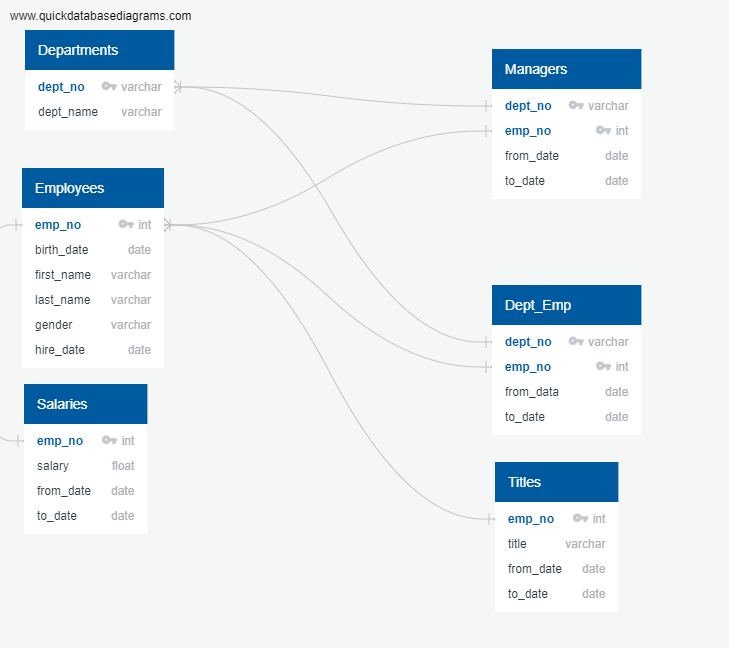 www.quickdatabasediagrams.com
Departments
dept_no varchar
dept_name varchar
Employees
emp_no int
birth_date date
first_name varchar
last_name varchar
gender varchar
hire_date date
Salaries
emp_no int
salary float
from_date date
to_date date
Managers
dept_no varchar
emp_no int
from_date date
to_date date
Dept_Emp
dept_no varchar
emp_no int
from_data date
to_date date
Titles
emp_no int
title varchar
from_date date
to_date date